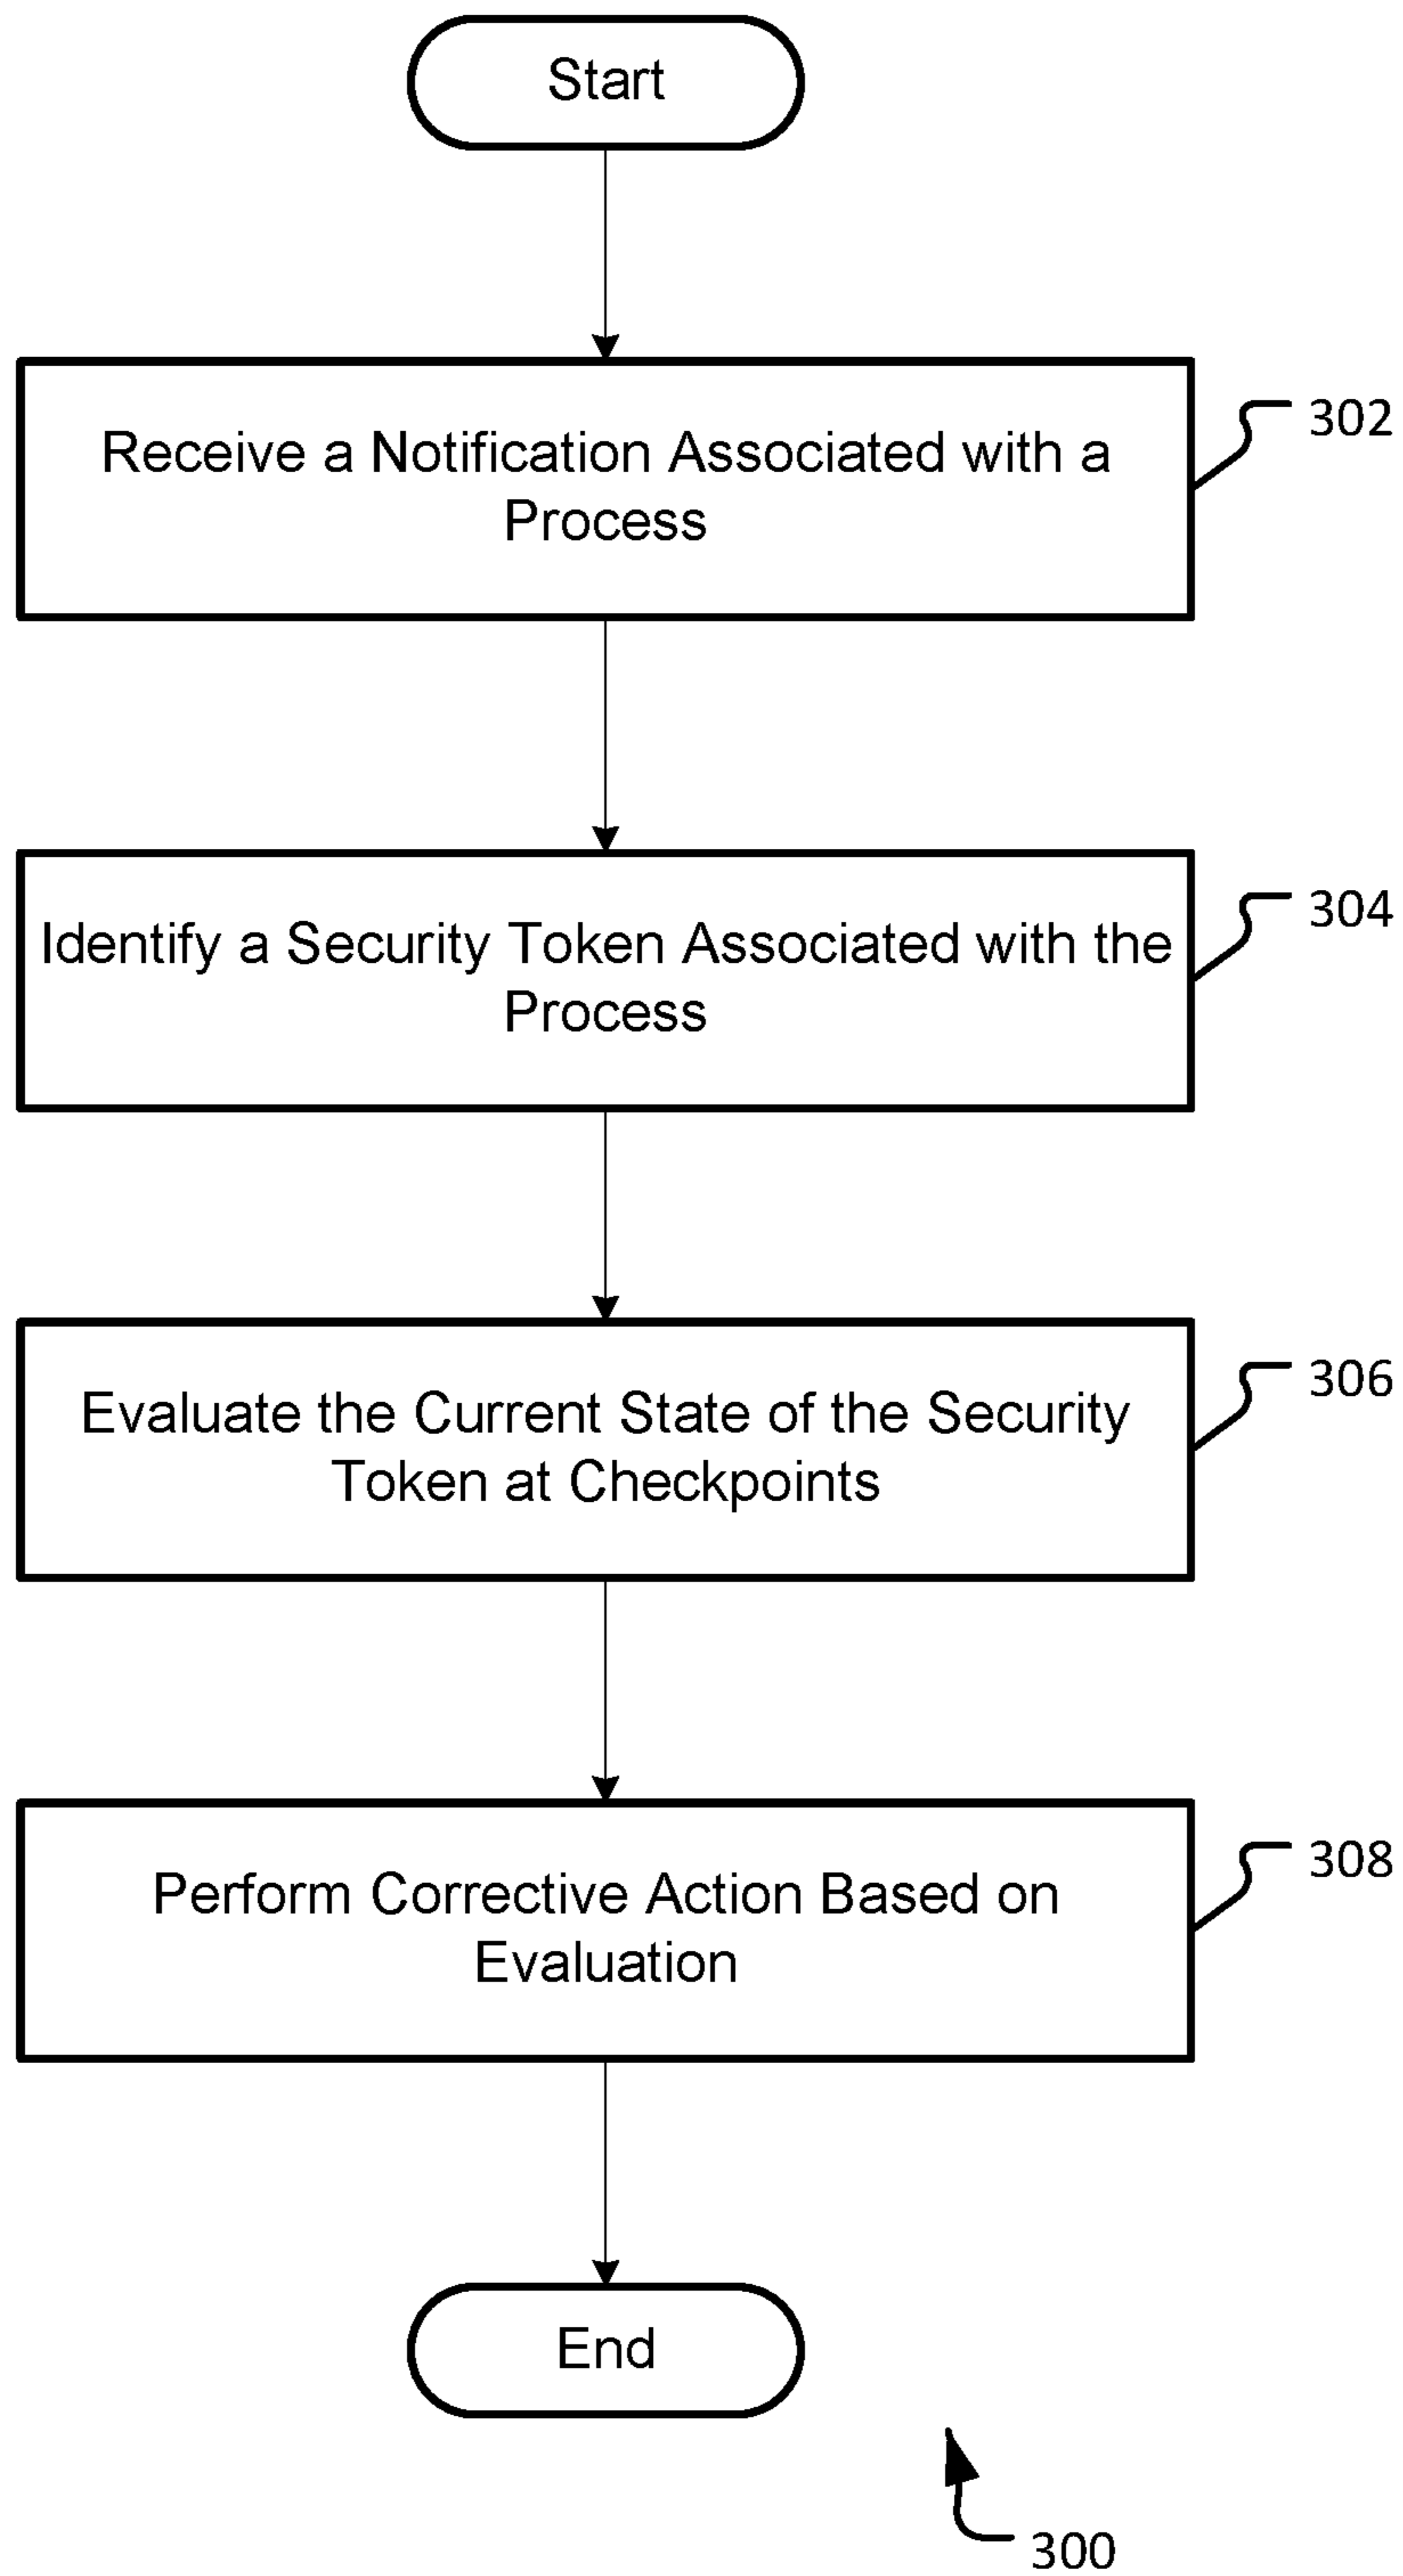 Start
Receive a Notification Associated with a
Process
302
Identify a Security Token Associated with the
Process
304
Evaluate the Current State of the Security
Token at Checkpoints
306
Perform Corrective Action Based on
Evaluation
308
End
300